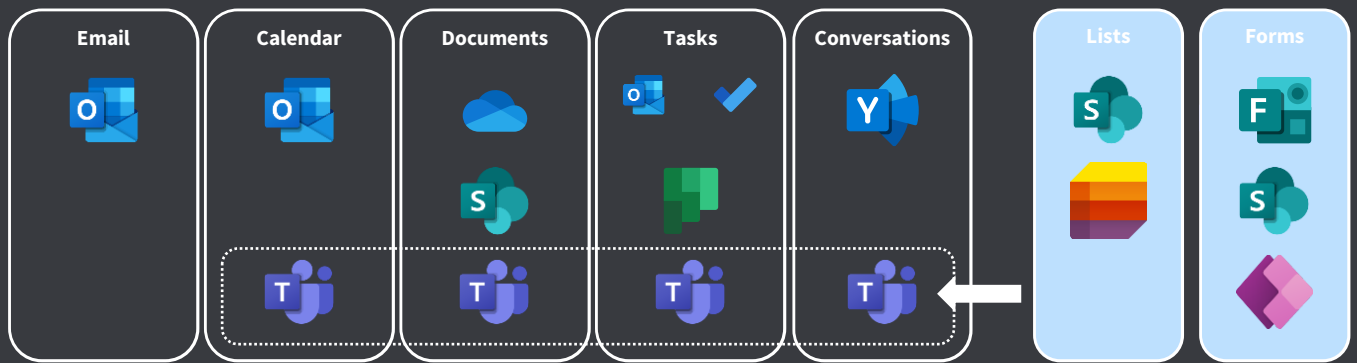 Email
Calendar
Documents
Tasks
Conversations
Lists
Forms
O
O
O
Y
S
F
S
S
T
T
T
T